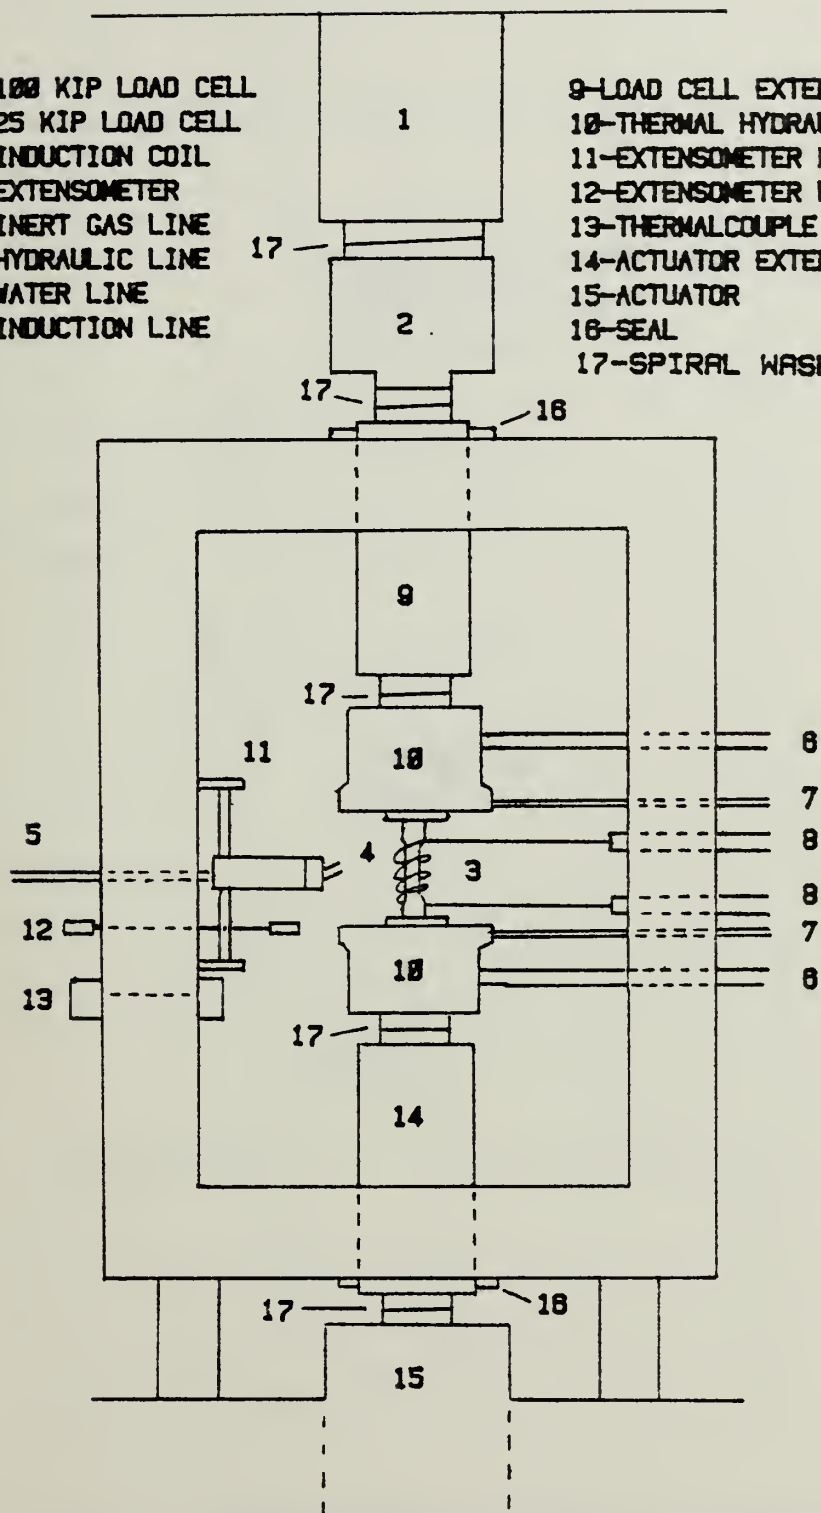 100 KIP LOAD CELL
25 KIP LOAD CELL
INDUCTION COIL
EXTENSOMETER
INERT GAS LINE
HYDRAULIC LINE
WATER LINE
INDUCTION LINE
9-LOAD CELL EXTE
10-THERMAL HYDRAU
11-EXTENSOMETER
12-EXTENSOMETER
13-THERMALCOUPLE
14-ACTUATOR EXTE
15-ACTUATOR
16-SEAL
17-SPIRAL WAS
1
17
2
17
16
9
17
11
10
6
7
5
4
3
8
8
12
7
10
13
6
17
14
17
16
15